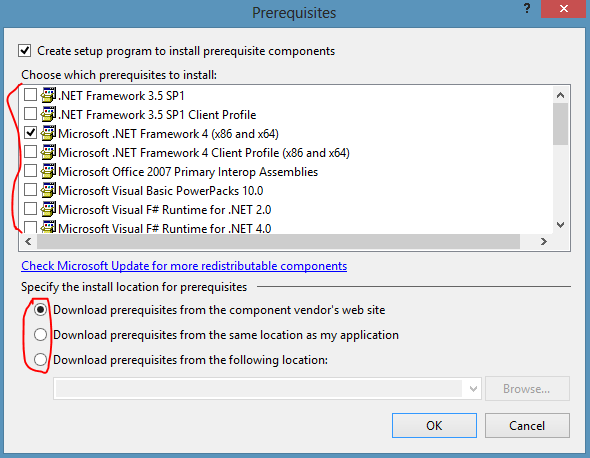 Prerequisites
?
Create setup program to install prerequisite components
Choose which prerequisites to install:
.NET Framework 3.5 SP1
.NET Framework 3.5 SP1 Client Profile
Microsoft .NET Framework 4 (x86 and x64)
Microsoft .NET Framework 4 Client Profile (x86 and x64)
Microsoft Office 2007 Primary Interop Assemblies
Microsoft Visual Basic PowerPacks 10.0
Microsoft Visual F# Runtime for .NET 2.0
Microsoft Visual F# Runtime for .NET 4.0
Check Microsoft Update for more redistributable components
Specify the install location for prerequisites
Download prerequisites from the component vendor's web site
Download prerequisites from the same location as my application
Download prerequisites from the following location:
Browse...
OK
Cancel